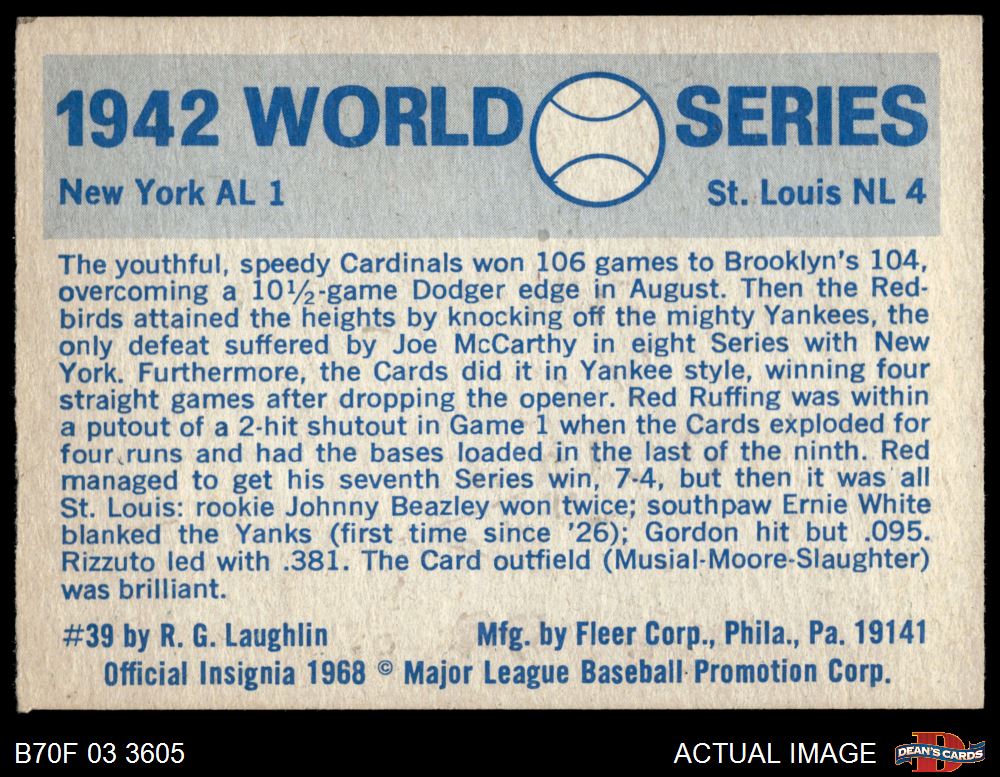 1942 WORLD SERIES
New York AL 1 St. Louis NL 4
The youthful, speedy Cardinals won 106 games to Brooklyn's 104,
overcoming a 10½-game Dodger edge in August. Then the Red-
birds attained the heights by knocking off the mighty Yankees, the
only defeat suffered by Joe McCarthy in eight Series with New
York. Furthermore, the Cards did it in Yankee style, winning four
straight games after dropping the opener. Red Ruffing was within
a putout of a 2-hit shutout in Game 1 when the Cards exploded for
four runs and had the bases loaded in the last of the ninth. Red
managed to get his seventh Series win, 7-4, but then it was all
St. Louis: rookie Johnny Beazley won twice; southpaw Ernie White
blanked the Yanks (first time since '26); Gordon hit but .095.
Rizzuto led with .381. The Card outfield (Musial-Moore-Slaughter)
was brilliant.
#39 by R. G. Laughlin Mfg. by Fleer Corp., Phila., Pa. 19141
Official Insignia 1968 © Major League Baseball Promotion Corp.
B70F 03 3605 ACTUAL IMAGE D DEAN'S CARDS